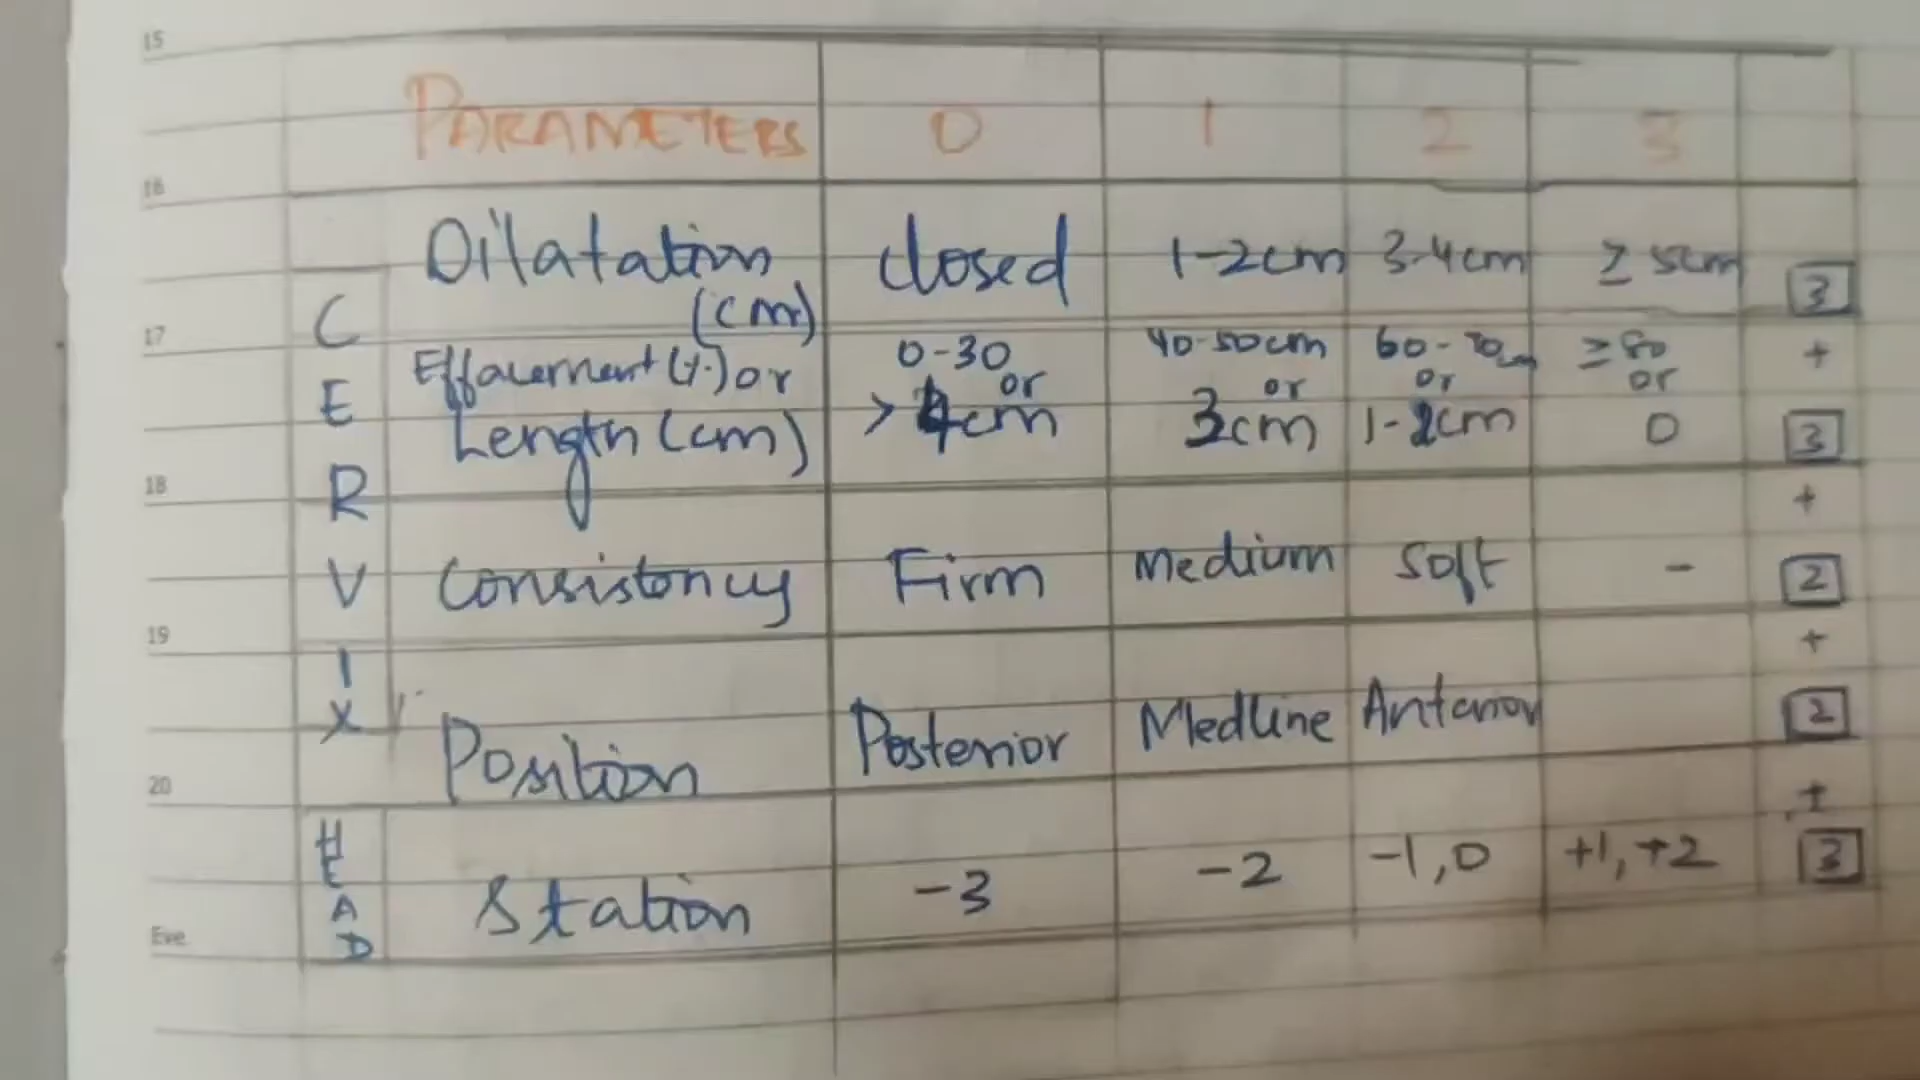 15
PARAMETERS 0 1 2 3
16
Dilatation (cm) closed 1-2cm 3-4cm ≥ 5cm 3
17
+
Effacement (%) or 0-30 or 40-50cm or 60-70cm or ≥80 or
Length (cm) >4cm 3cm 1-2cm 0 3
18
+
Consistency Firm Medium Soft - 2
19
+
Position Posterior Medline Anterior 2
20
+
Station -3 -2 -1,0 +1,+2 3
Eve
CERVIX
HEAD